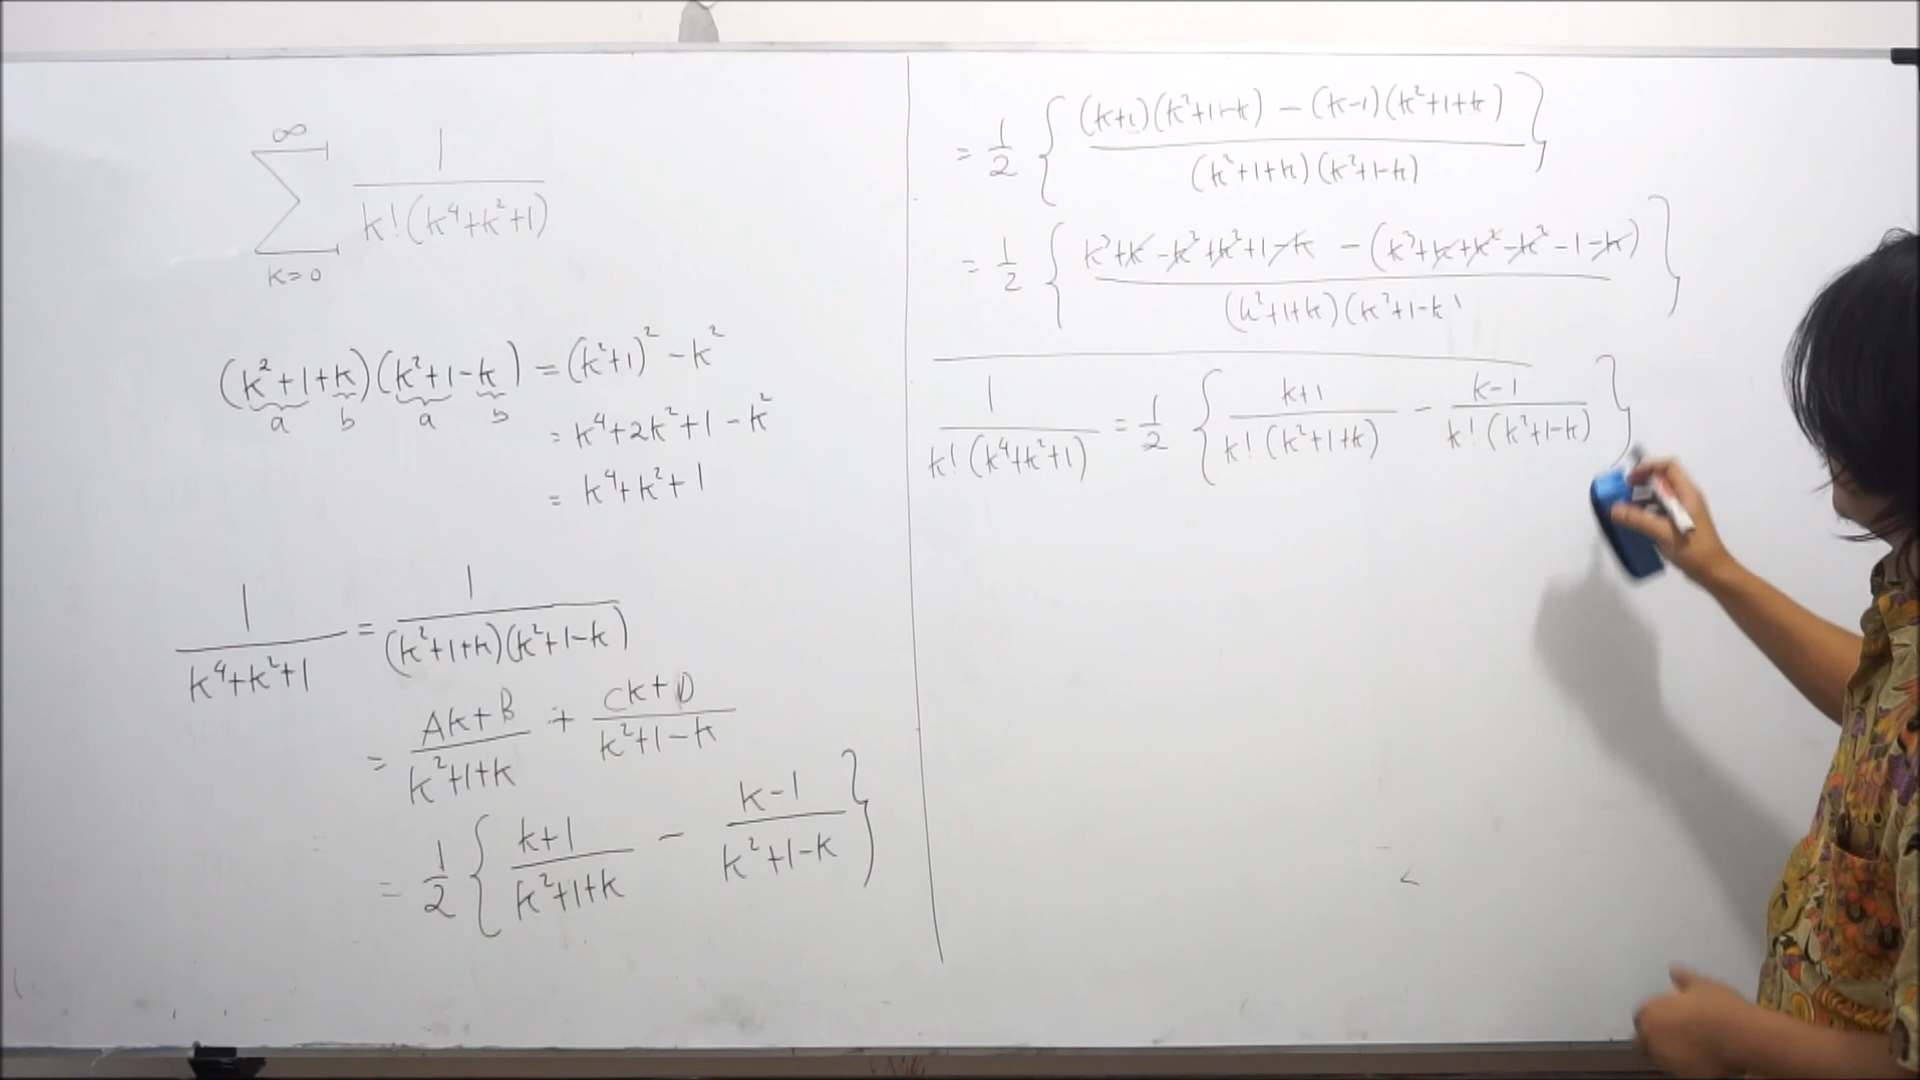 ∞
∑ 1/(k!(k⁴+k²+1))
k=0
(k²+1+k)(k²+1-k) = (k²+1)² - k²
a b a b
= k⁴+2k²+1-k²
= k⁴+k²+1
1/(k⁴+k²+1) = 1/((k²+1+k)(k²+1-k))
= (Ak+B)/(k²+1+k) + (Ck+D)/(k²+1-k)
= 1/2 { (k+1)/(k²+1+k) - (k-1)/(k²+1-k) }
= 1/2 { ((k+1)(k²+1-k) - (k-1)(k²+1+k))/((k²+1+k)(k²+1-k)) }
= 1/2 { (k³+k-k²+k²+1-k - (k³+k+k²-k²-1-k))/((k²+1+k)(k²+1-k) }
1/(k!(k⁴+k²+1)) = 1/2 { (k+1)/(k!(k²+1+k)) - (k-1)/(k!(k²+1-k)) }